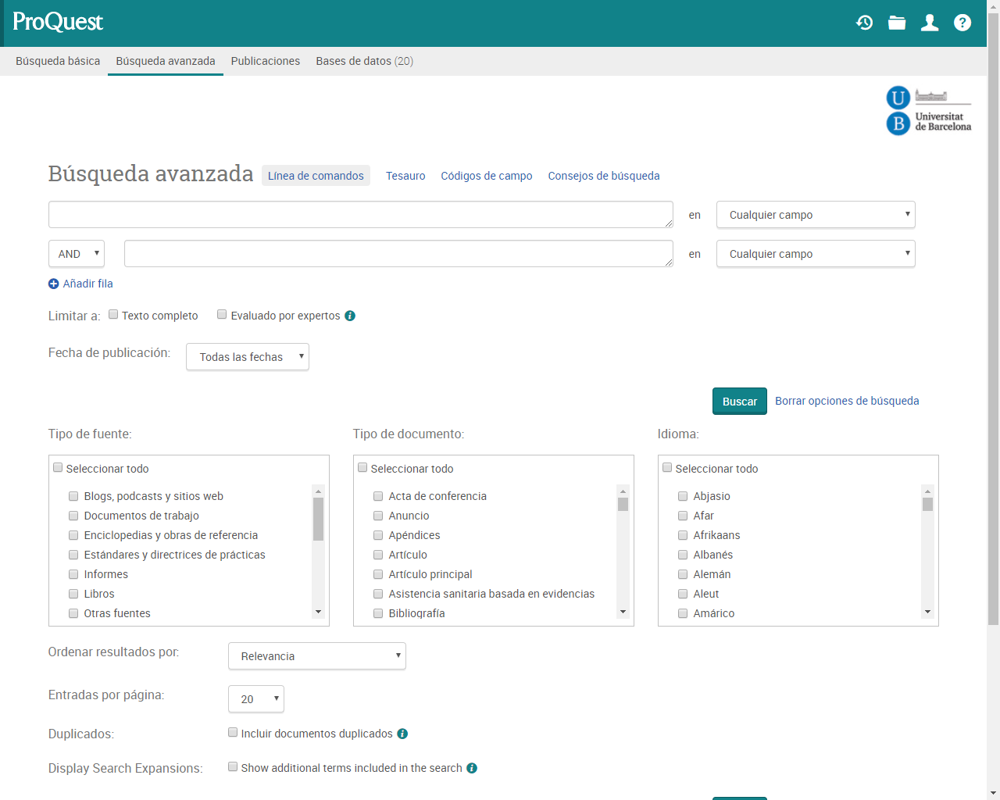 ProQuest
?
Búsqueda básica Búsqueda avanzada Publicaciones Bases de datos (20)
U B Universitat
de Barcelona
Búsqueda avanzada Línea de comandos Tesauro Códigos de campo Consejos de búsqueda
en Cualquier campo
AND en Cualquier campo
Añadir fila
Limitar a: Texto completo Evaluado por expertos i
Fecha de publicación: Todas las fechas
Buscar Borrar opciones de búsqueda
Tipo de fuente: Tipo de documento: Idioma:
Seleccionar todo Seleccionar todo Seleccionar todo
Blogs, podcasts y sitios web Acta de conferencia Abjasio
Documentos de trabajo Anuncio Afar
Enciclopedias y obras de referencia Apéndices Afrikaans
Estándares y directrices de prácticas Artículo Albanés
Informes Artículo principal Alemán
Libros Asistencia sanitaria basada en evidencias Aleut
Otras fuentes Bibliografía Amárico
Ordenar resultados por: Relevancia
Entradas por página: 20
Duplicados: Incluir documentos duplicados i
Display Search Expansions: Show additional terms included in the search i